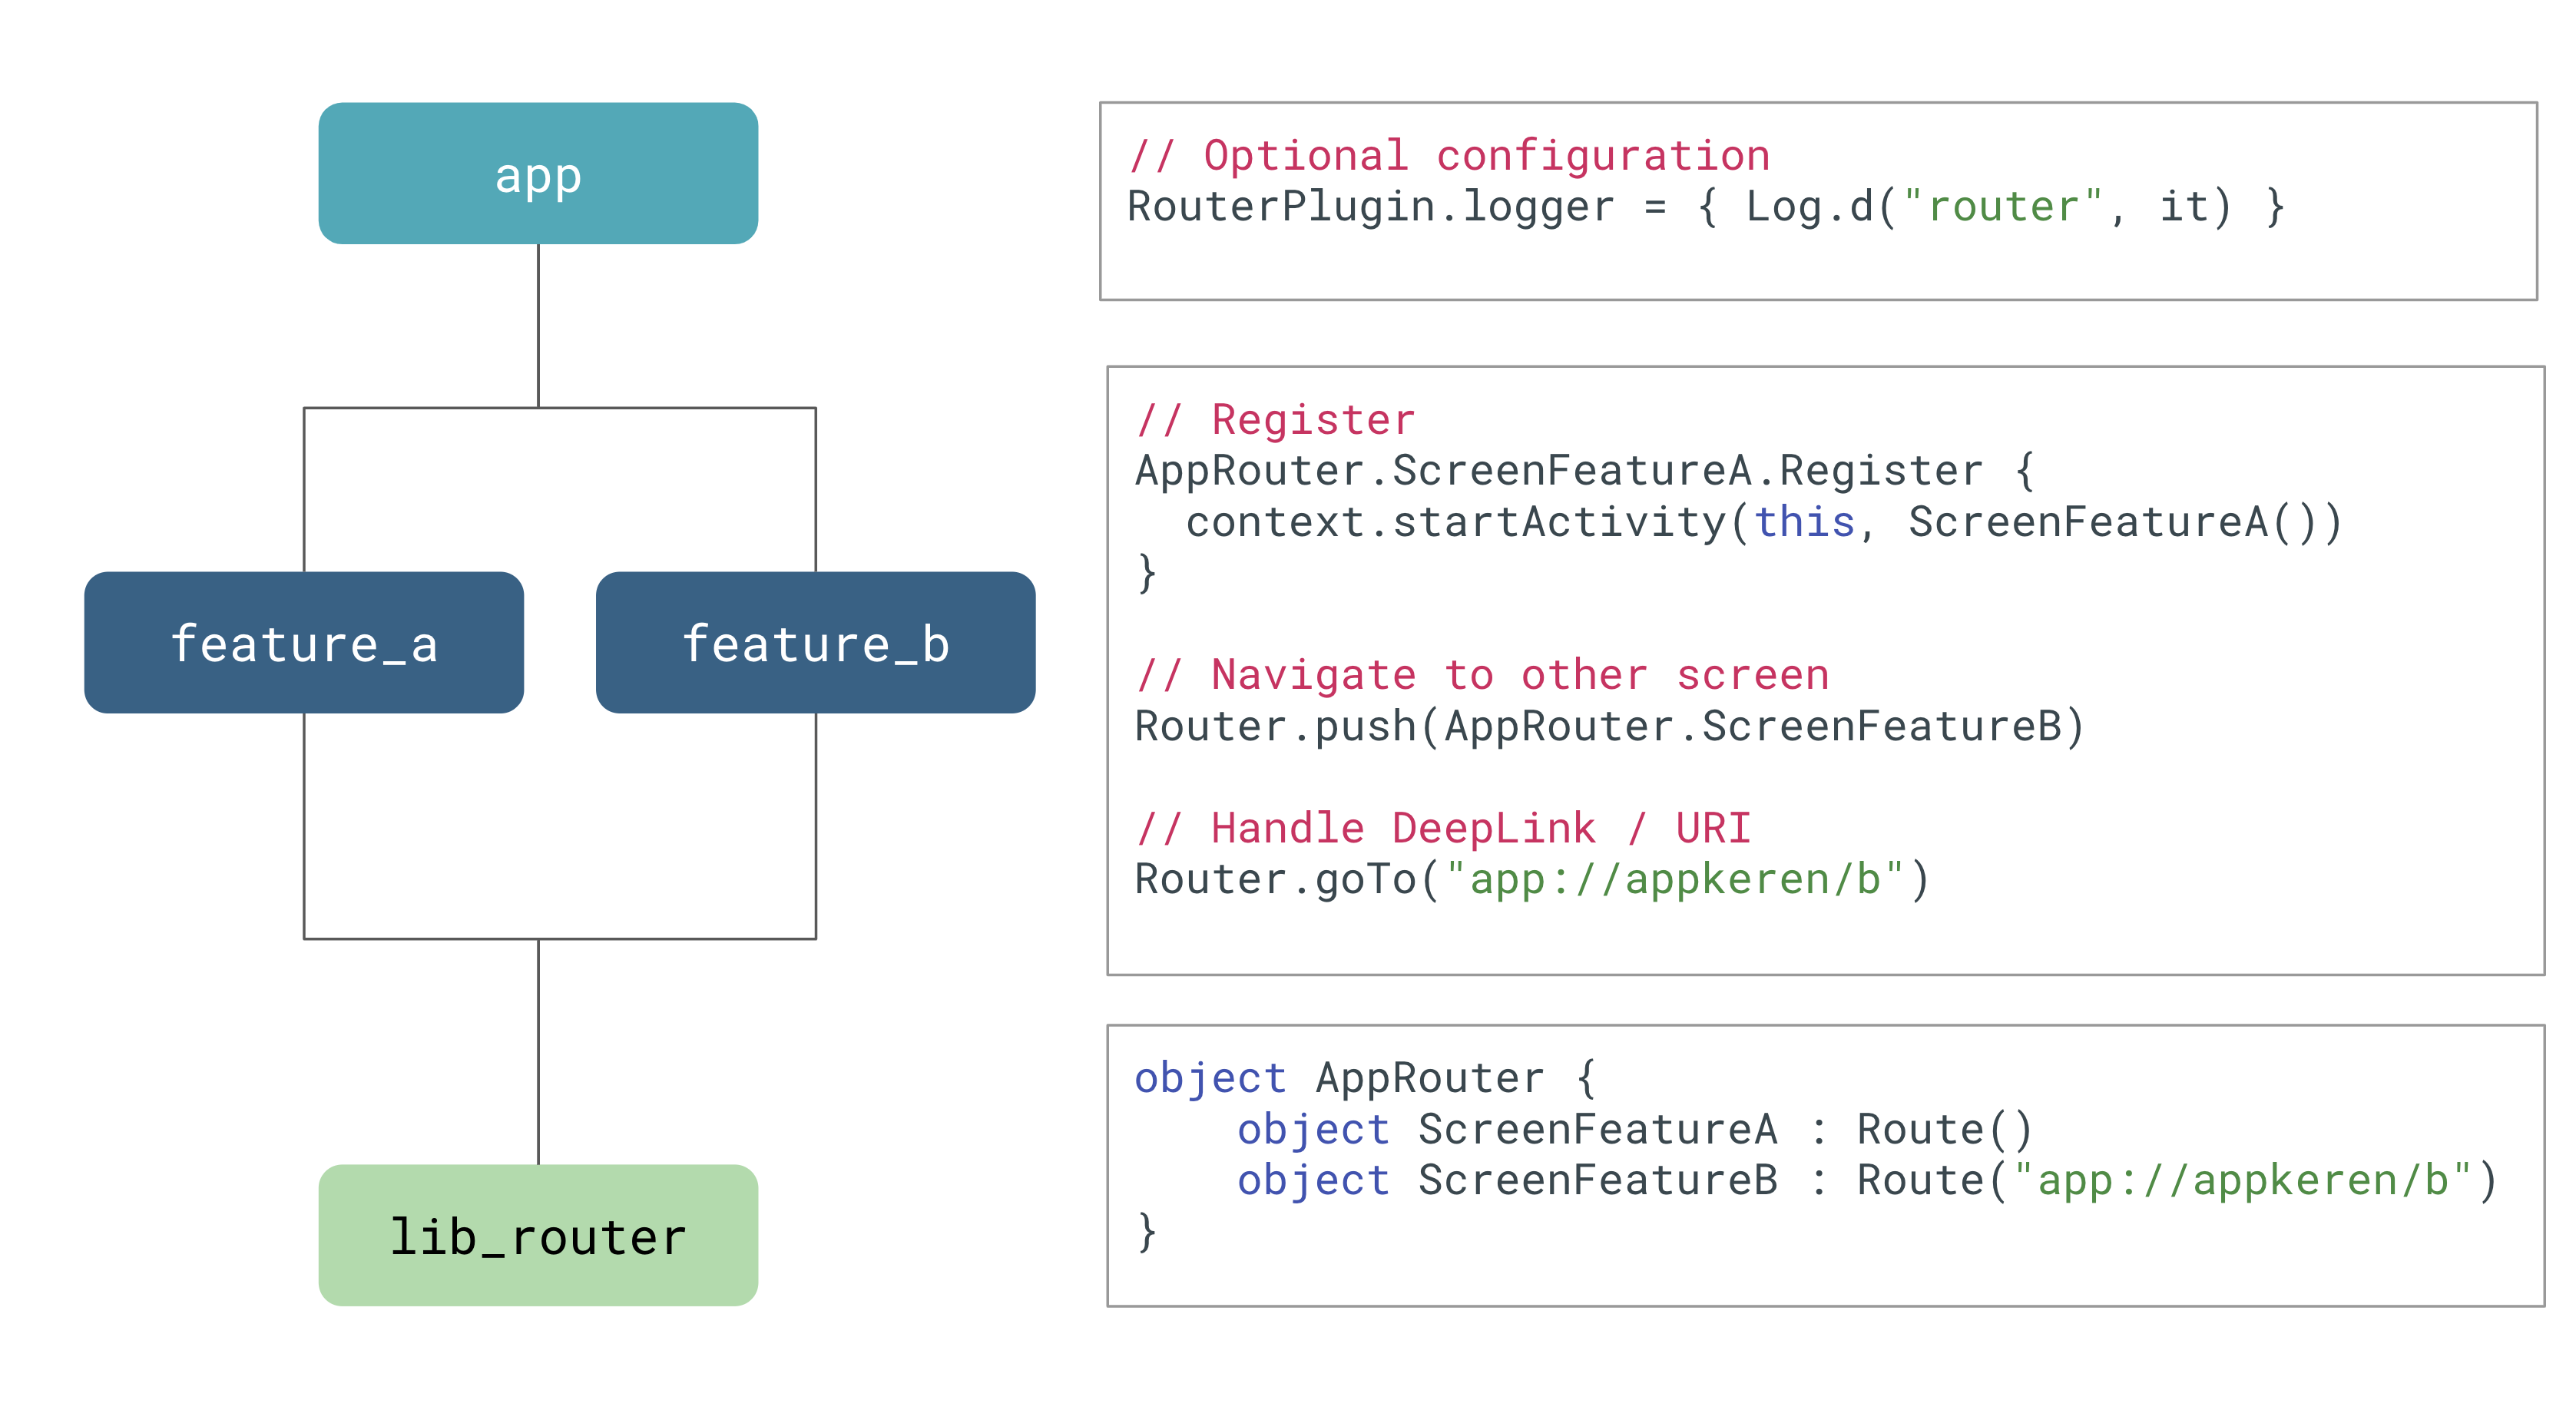 app
feature_a
feature_b
lib_router
// Optional configuration
RouterPlugin.logger = { Log.d("router", it) }
// Register
AppRouter.ScreenFeatureA.Register {
  context.startActivity(this, ScreenFeatureA())
}
// Navigate to other screen
Router.push(AppRouter.ScreenFeatureB)
// Handle DeepLink / URI
Router.goTo("app://appkeren/b")
object AppRouter {
    object ScreenFeatureA : Route()
    object ScreenFeatureB : Route("app://appkeren/b")
}